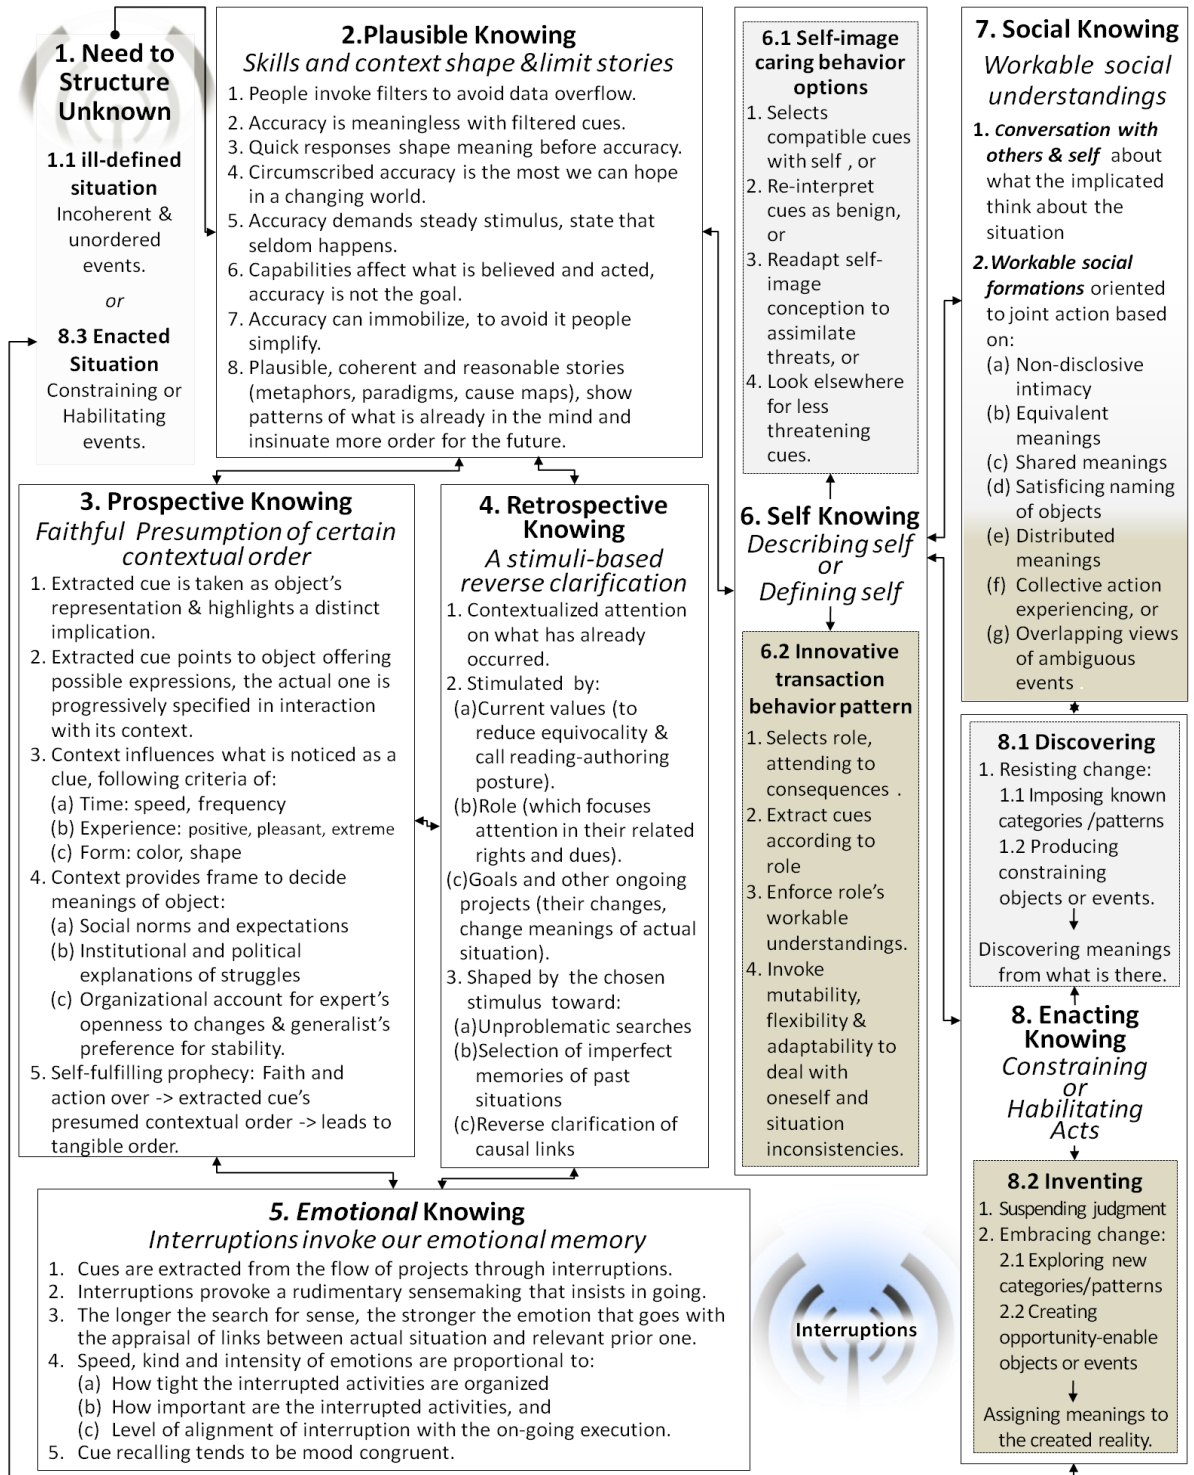 1. Need to
Structure
Unknown
1.1 ill-defined
situation
Incoherent &
unordered
events.
or
8.3 Enacted
Situation
Constraining or
Habilitating
events.
2.Plausible Knowing
Skills and context shape &limit stories
1. People invoke filters to avoid data overflow.
2. Accuracy is meaningless with filtered cues.
3. Quick responses shape meaning before accuracy.
4. Circumscribed accuracy is the most we can hope
in a changing world.
5. Accuracy demands steady stimulus, state that
seldom happens.
6. Capabilities affect what is believed and acted,
accuracy is not the goal.
7. Accuracy can immobilize, to avoid it people
simplify.
8. Plausible, coherent and reasonable stories
(metaphors, paradigms, cause maps), show
patterns of what is already in the mind and
insinuate more order for the future.
3. Prospective Knowing
Faithful Presumption of certain
contextual order
1. Extracted cue is taken as object's
representation & highlights a distinct
implication.
2. Extracted cue points to object offering
possible expressions, the actual one is
progressively specified in interaction
with its context.
3. Context influences what is noticed as a
clue, following criteria of:
(a) Time: speed, frequency
(b) Experience: positive, pleasant, extreme
(c) Form: color, shape
4. Context provides frame to decide
meanings of object:
(a) Social norms and expectations
(b) Institutional and political
explanations of struggles
(c) Organizational account for expert's
openness to changes & generalist's
preference for stability.
5. Self-fulfilling prophecy: Faith and
action over -> extracted cue's
presumed contextual order -> leads to
tangible order.
4. Retrospective
Knowing
A stimuli-based
reverse clarification
1. Contextualized attention
on what has already
occurred.
2. Stimulated by:
(a)Current values (to
reduce equivocality &
call reading-authoring
posture).
(b)Role (which focuses
attention in their related
rights and dues).
(c)Goals and other ongoing
projects (their changes,
change meanings of actual
situation).
3. Shaped by the chosen
stimulus toward:
(a)Unproblematic searches
(b)Selection of imperfect
memories of past
situations
(c)Reverse clarification of
causal links
5. Emotional Knowing
Interruptions invoke our emotional memory
1. Cues are extracted from the flow of projects through interruptions.
2. Interruptions provoke a rudimentary sensemaking that insists in going.
3. The longer the search for sense, the stronger the emotion that goes with
the appraisal of links between actual situation and relevant prior one.
4. Speed, kind and intensity of emotions are proportional to:
(a) How tight the interrupted activities are organized
(b) How important are the interrupted activities, and
(c) Level of alignment of interruption with the on-going execution.
5. Cue recalling tends to be mood congruent.
Interruptions
6.1 Self-image
caring behavior
options
1. Selects
compatible cues
with self , or
2. Re-interpret
cues as benign,
or
3. Readapt self-
image
conception to
assimilate
threats, or
4. Look elsewhere
for less
threatening
cues.
6. Self Knowing
Describing self
or
Defining self
6.2 Innovative
transaction
behavior pattern
1. Selects role,
attending to
consequences .
2. Extract cues
according to
role
3. Enforce role's
workable
understandings.
4. Invoke
mutability,
flexibility &
adaptability to
deal with
oneself and
situation
inconsistencies.
7. Social Knowing
Workable social
understandings
1. Conversation with
others & self about
what the implicated
think about the
situation
2.Workable social
formations oriented
to joint action based
on:
(a) Non-disclosive
intimacy
(b) Equivalent
meanings
(c) Shared meanings
(d) Satisficing naming
of objects
(e) Distributed
meanings
(f) Collective action
experiencing, or
(g) Overlapping views
of ambiguous
events .
8.1 Discovering
1. Resisting change:
1.1 Imposing known
categories /patterns
1.2 Producing
constraining
objects or events.
Discovering meanings
from what is there.
8. Enacting
Knowing
Constraining
or
Habilitating
Acts
8.2 Inventing
1. Suspending judgment
2. Embracing change:
2.1 Exploring new
categories/patterns
2.2 Creating
opportunity-enable
objects or events
Assigning meanings to
the created reality.